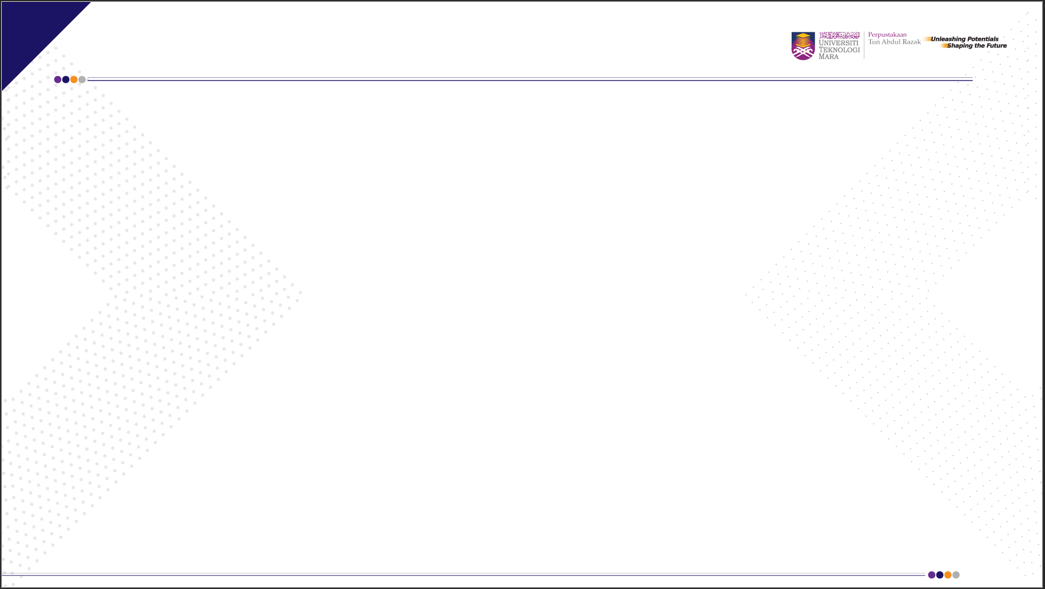 UNIVERSITI
TEKNOLOGI
MARA
Perpustakaan
Tun Abdul Razak
Unleashing Potentials
Shaping the Future